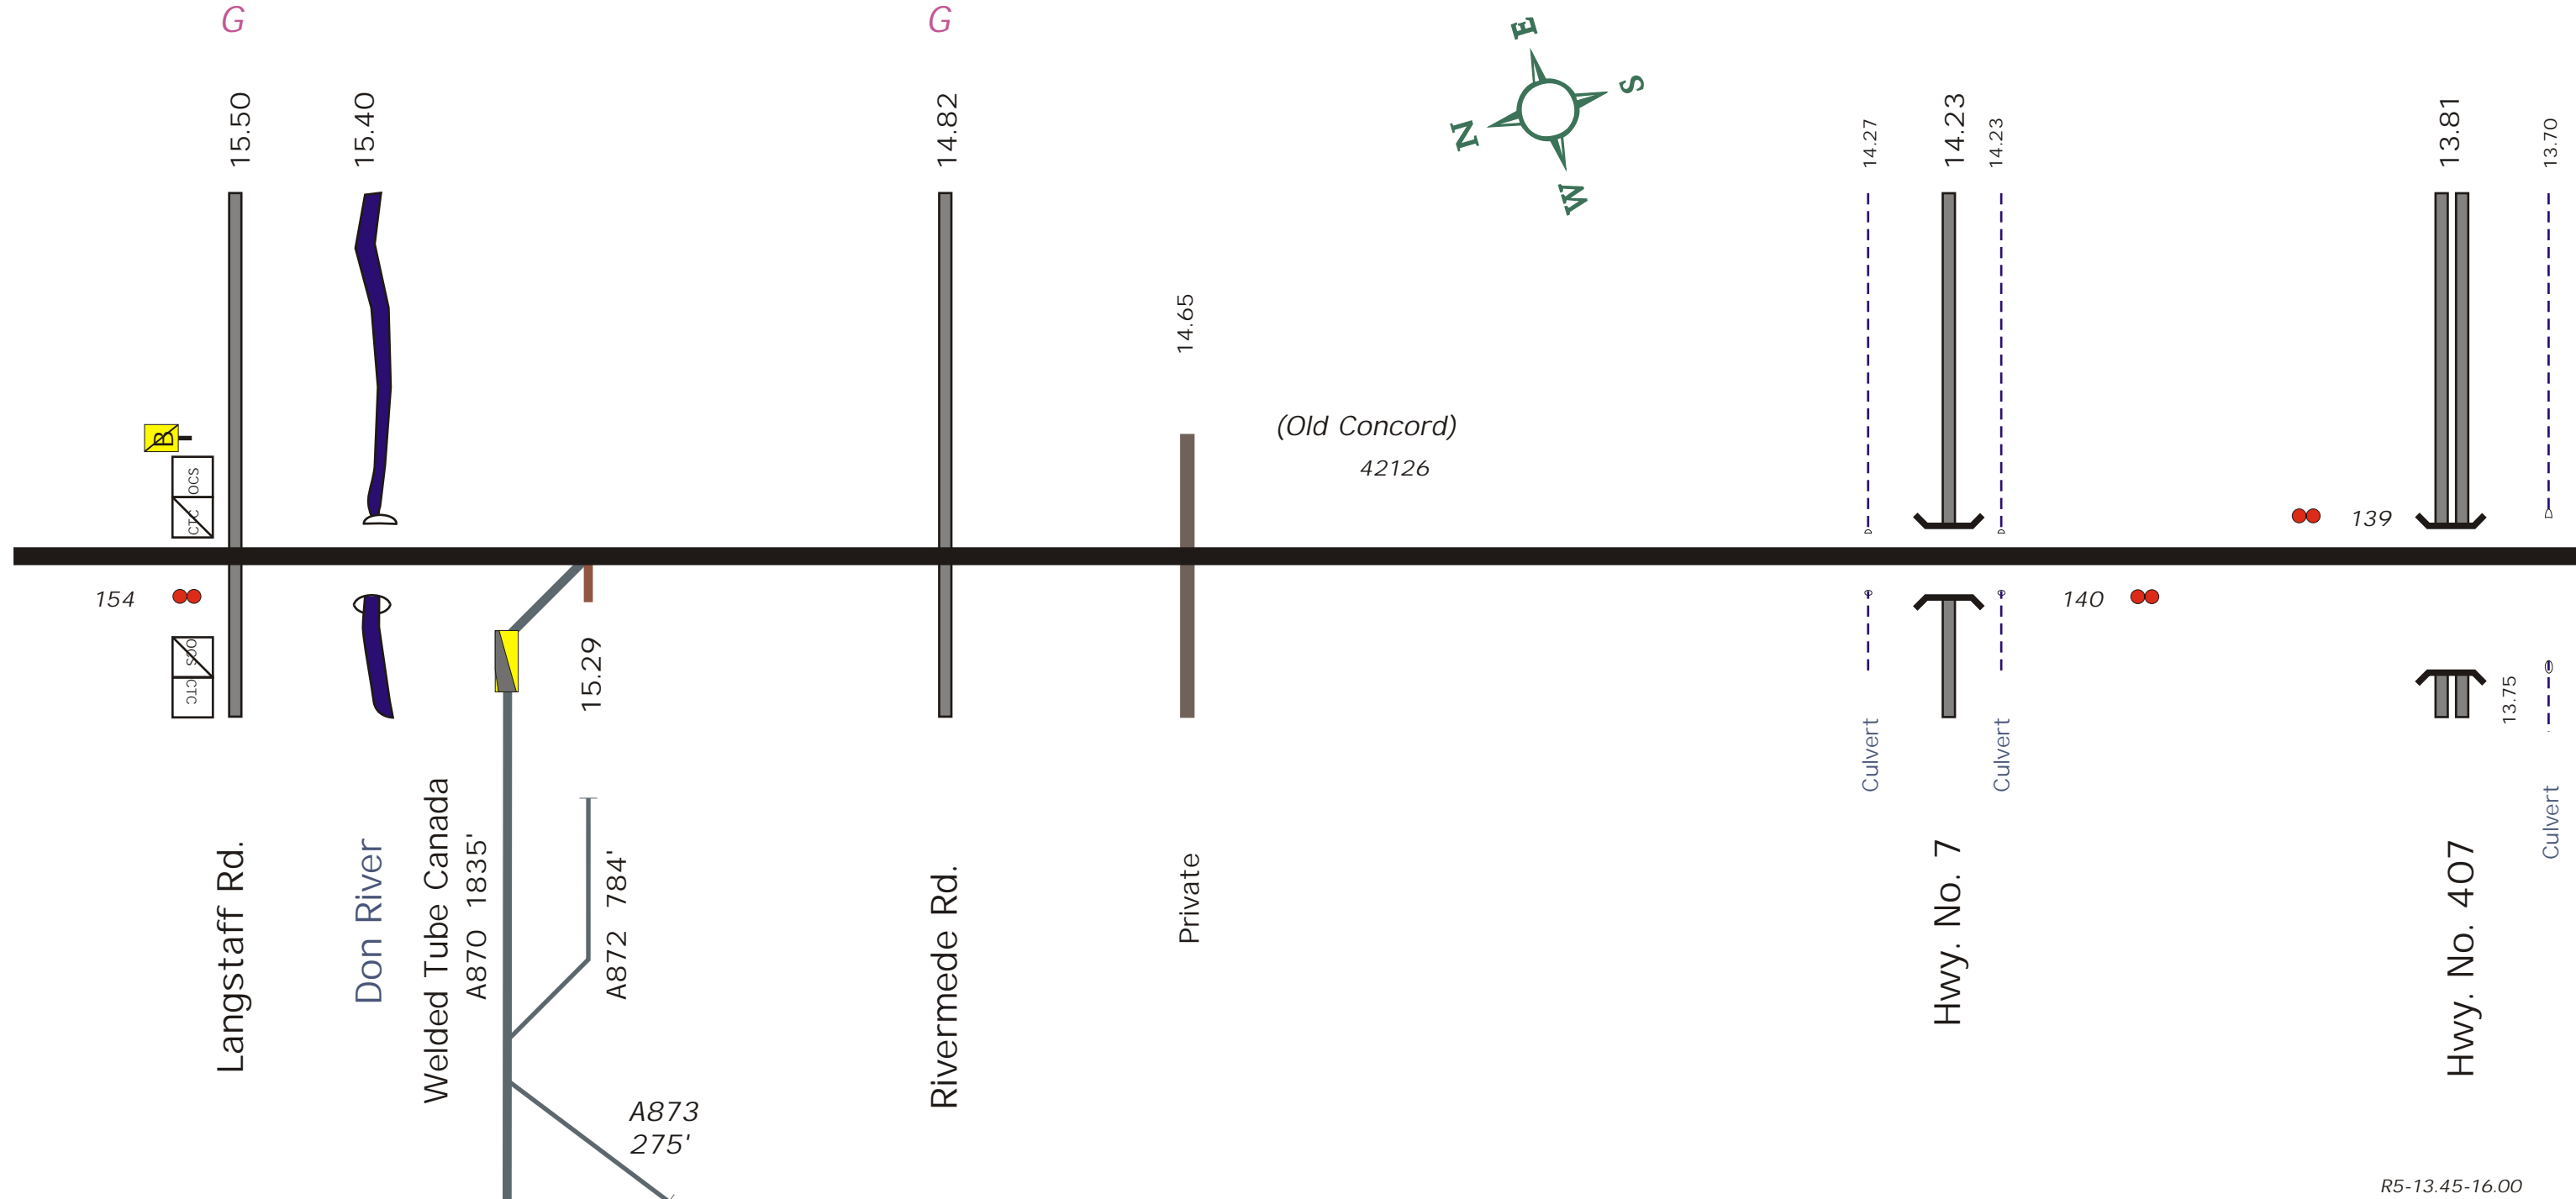 G
G
E
S
N
W
15.50
15.40
14.82
14.27
14.23
14.23
13.81
13.70
14.65
(Old Concord)
42126
B
OCS
CTC
139
154
140
OCS
CTC
15.29
13.75
Culvert
Culvert
Culvert
Langstaff Rd.
Don River
Welded Tube Canada
A870 1835'
A872 784'
Rivermede Rd.
Private
Hwy. No. 7
Hwy. No. 407
A873
275'
R5-13.45-16.00